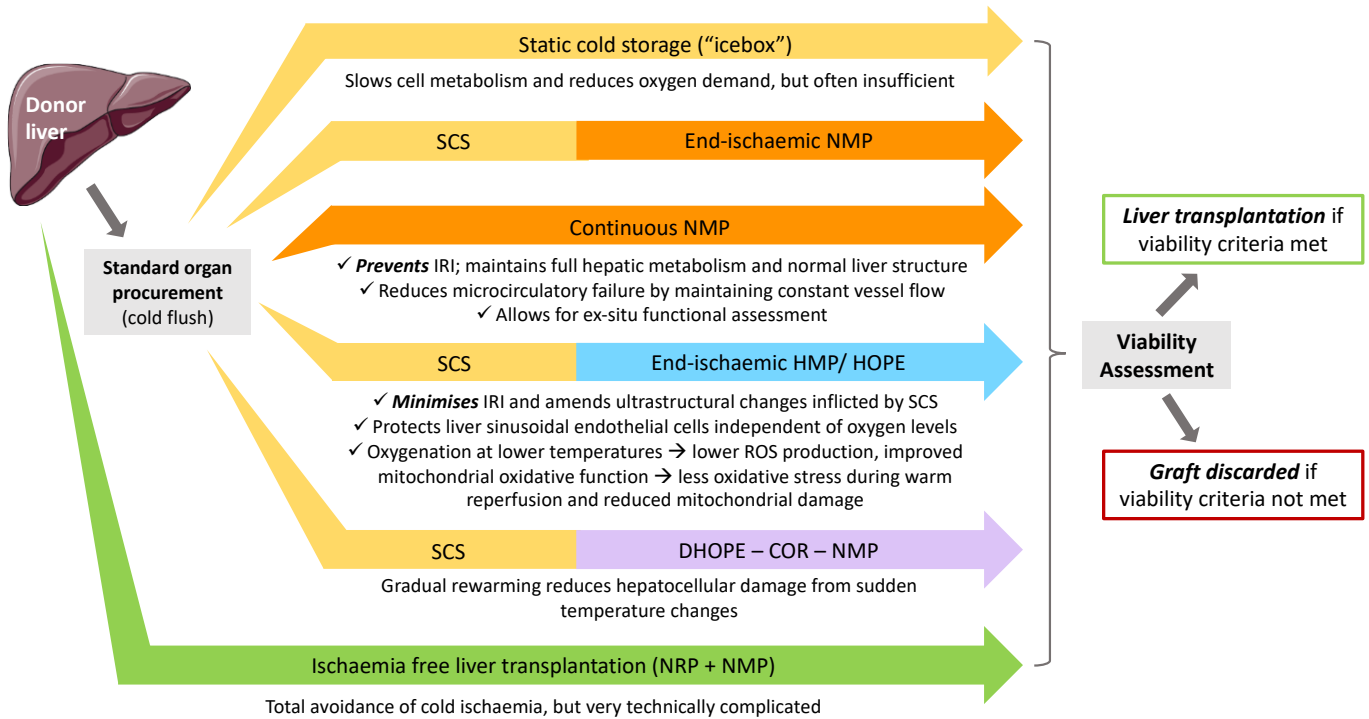 Static cold storage (“icebox”)
Slows cell metabolism and reduces oxygen demand, but often insufficient
Donor
liver
SCS
End-ischaemic NMP
Continuous NMP
✓ Prevents IRI; maintains full hepatic metabolism and normal liver structure
✓ Reduces microcirculatory failure by maintaining constant vessel flow
✓ Allows for ex-situ functional assessment
Standard organ
procurement
(cold flush)
SCS
End-ischaemic HMP/ HOPE
✓ Minimises IRI and amends ultrastructural changes inflicted by SCS
✓ Protects liver sinusoidal endothelial cells independent of oxygen levels
✓ Oxygenation at lower temperatures → lower ROS production, improved
mitochondrial oxidative function → less oxidative stress during warm
reperfusion and reduced mitochondrial damage
SCS
DHOPE – COR – NMP
Gradual rewarming reduces hepatocellular damage from sudden
temperature changes
Ischaemia free liver transplantation (NRP + NMP)
Total avoidance of cold ischaemia, but very technically complicated
Liver transplantation if
viability criteria met
Viability
Assessment
Graft discarded if
viability criteria not met